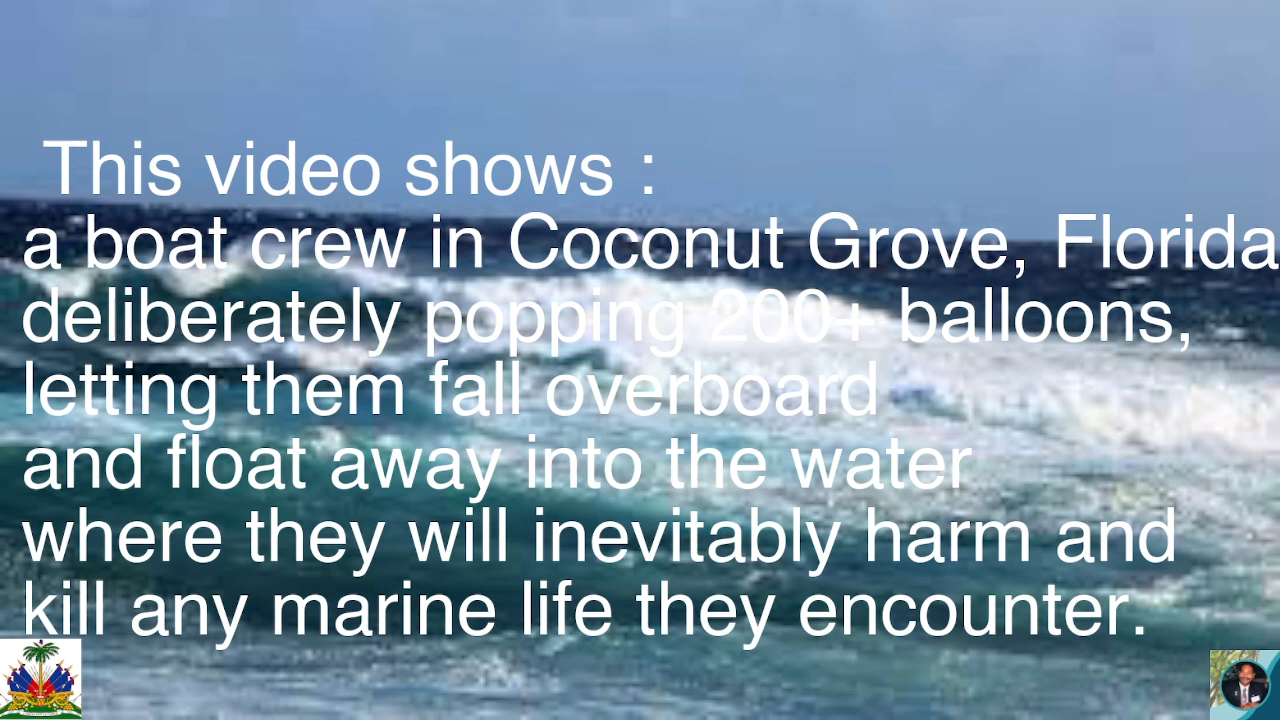 This video shows :
a boat crew in Coconut Grove, Florida
deliberately popping 200+ balloons,
letting them fall overboard
and float away into the water
where they will inevitably harm and
kill any marine life they encounter.